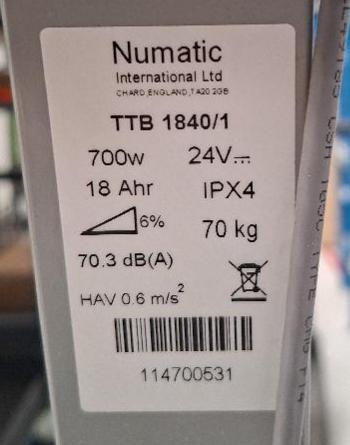 Numatic
International Ltd
CHARD,ENGLAND,TA20 2GB
TTB 1840/1
700w 24V
18 Ahr IPX4
6% 70 kg
70.3 dB(A)
HAV 0.6 m/s²
114700531